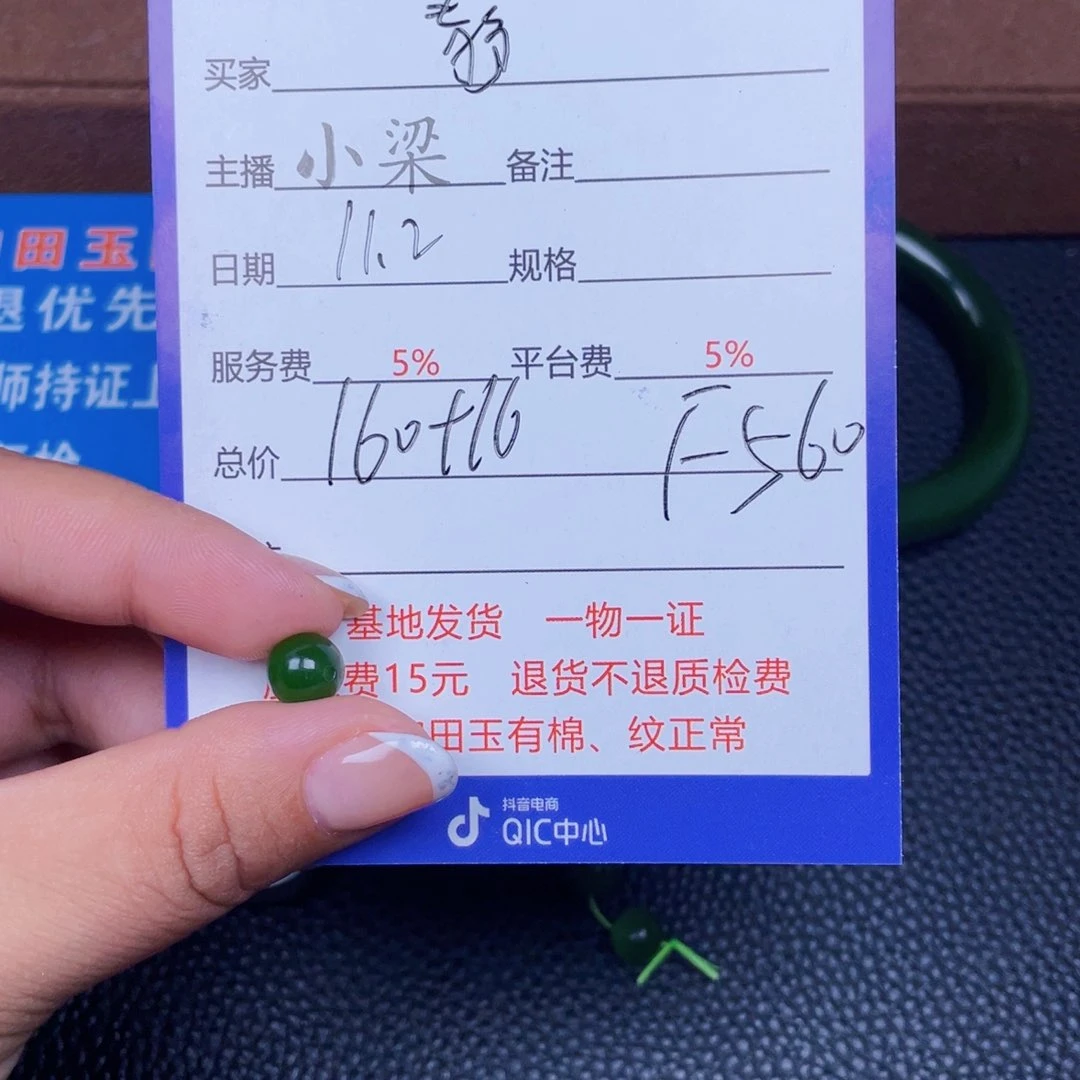 买家
主播 小梁 备注
日期 11.2 规格
服务费 5% 平台费 5%
总价 160+16 F560
基地发货 一物一证
费15元 退货不退质检费
田玉有棉、纹正常
抖音电商
QIC中心
田玉
退优先
师持证上